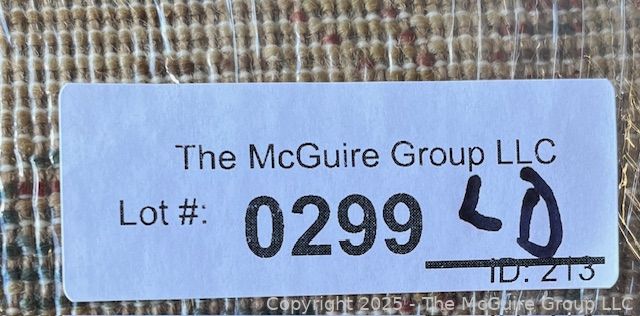 The McGuire Group LLC
Lot #: 0299 LD
ID: 213
Copyright 2025 - The McGuire Group LLC